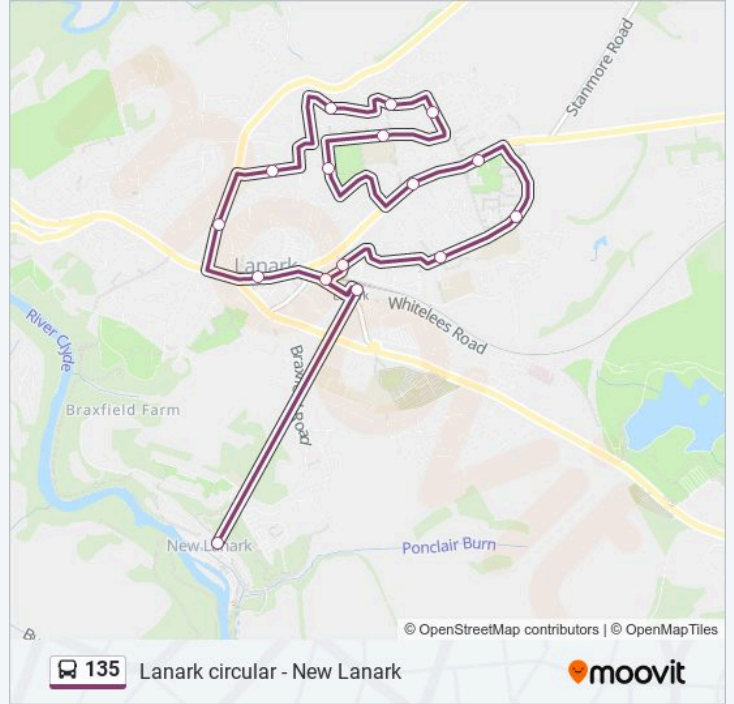 Stanmore Road
Lanark
Whitelees Road
River Clyde
Braxfield Road
Braxfield Farm
New Lanark
Ponclair Burn
© OpenStreetMap contributors | © OpenMapTiles
135 Lanark circular - New Lanark moovit